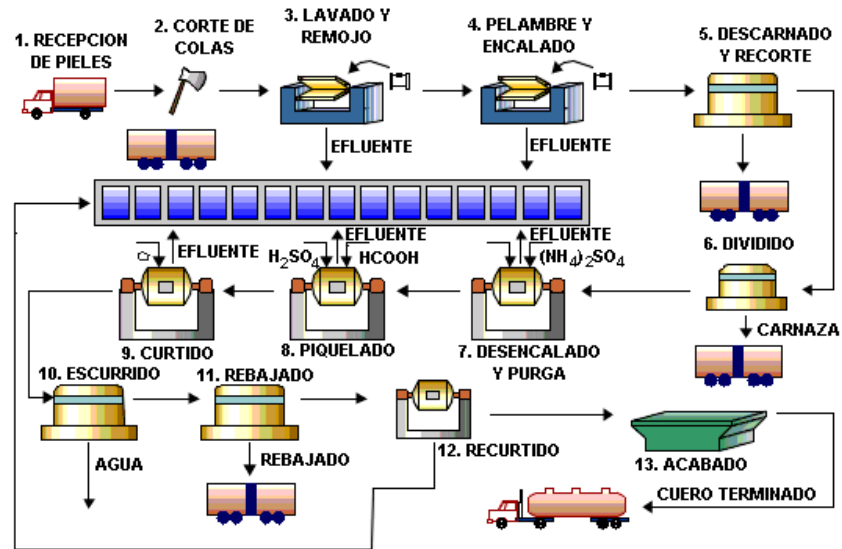 1. RECEPCION
DE PIELES
2. CORTE DE
COLAS
3. LAVADO Y
REMOJO
4. PELAMBRE Y
ENCALADO
5. DESCARNADO
Y RECORTE
EFLUENTE
EFLUENTE
6. DIVIDIDO
CARNAZA
EFLUENTE
(NH4)2SO4
7. DESENCALADO
Y PURGA
EFLUENTE
H2SO4
HCOOH
8. PIQUELADO
EFLUENTE
Cr
9. CURTIDO
10. ESCURRIDO
AGUA
11. REBAJADO
REBAJADO
12. RECURTIDO
13. ACABADO
CUERO TERMINADO